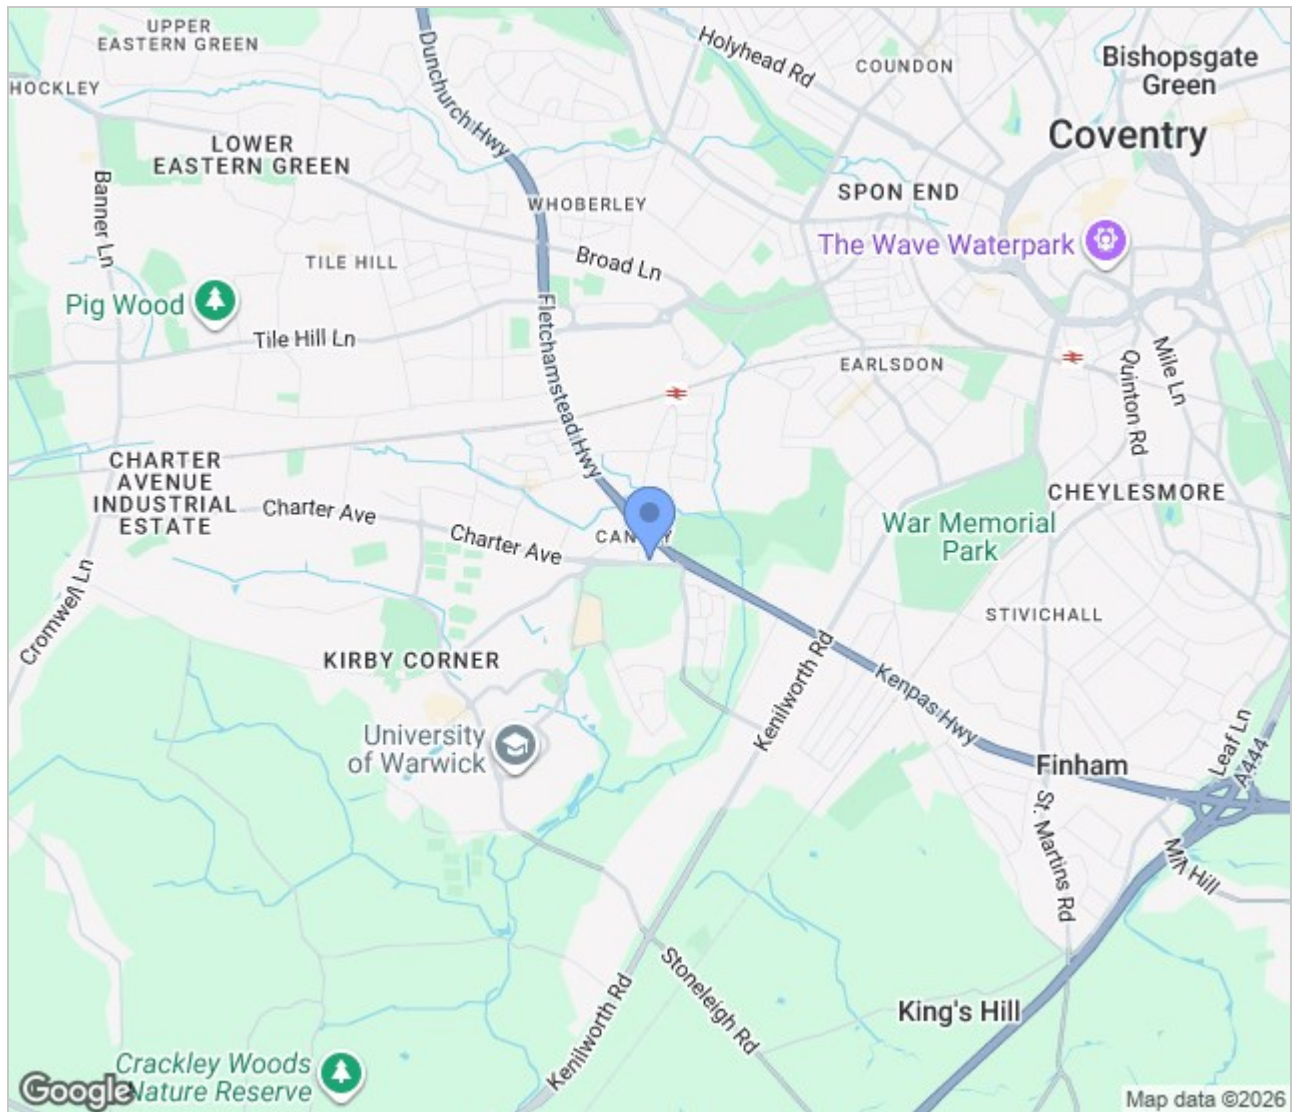 UPPER
EASTERN GREEN
Dunchurch Hwy
Holyhead Rd
COUNDON
Bishopsgate
Green
HOCKLEY
Coventry
LOWER
EASTERN GREEN
Banner Ln
WHOBERLEY
SPON END
Broad Ln
The Wave Waterpark
TILE HILL
Pig Wood
Fletchamstead Hwy
Tile Hill Ln
EARLSDON
Mile Ln
Quinton Rd
CHARTER
AVENUE
INDUSTRIAL
ESTATE
Charter Ave
CHEYLESMORE
Charter Ave
War Memorial
Park
Cromwell Ln
STIVICHALL
KIRBY CORNER
Kenilworth Rd
Kenpas Hwy
University
of Warwick
Leaf Ln
A444
Finham
St. Martins Rd
Mill Hill
Stoneleigh Rd
Kenilworth Rd
King's Hill
Crackley Woods
Nature Reserve
Google
Map data ©2026